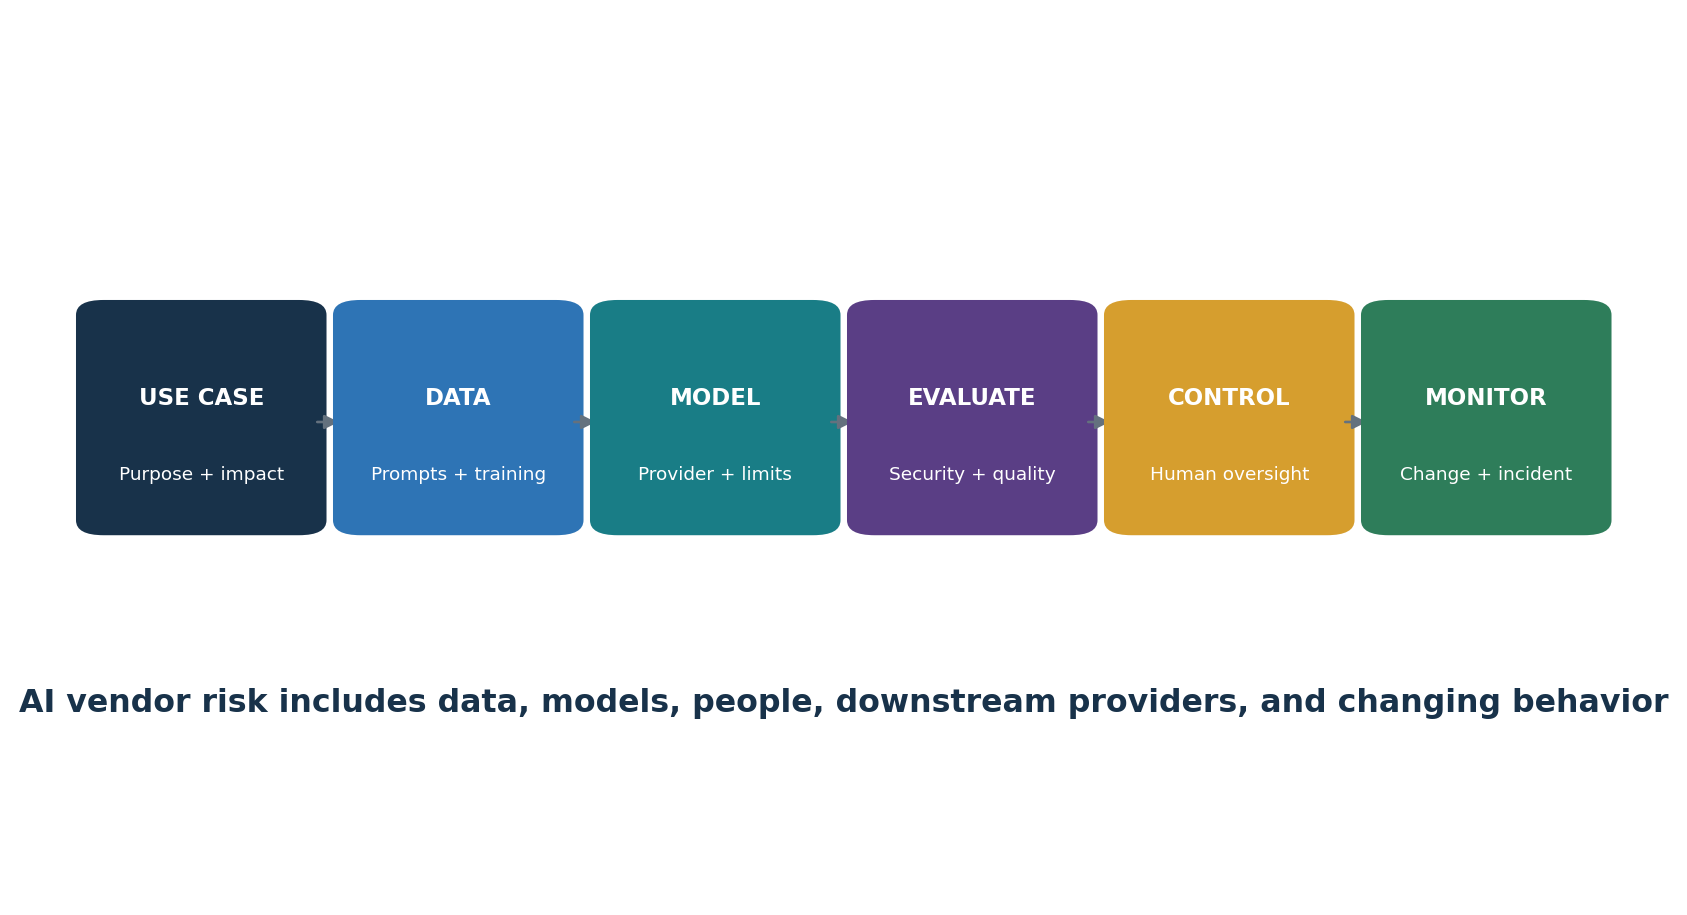 USE CASE
Purpose + impact
DATA
Prompts + training
MODEL
Provider + limits
EVALUATE
Security + quality
CONTROL
Human oversight
MONITOR
Change + incident
AI vendor risk includes data, models, people, downstream providers, and changing behavior